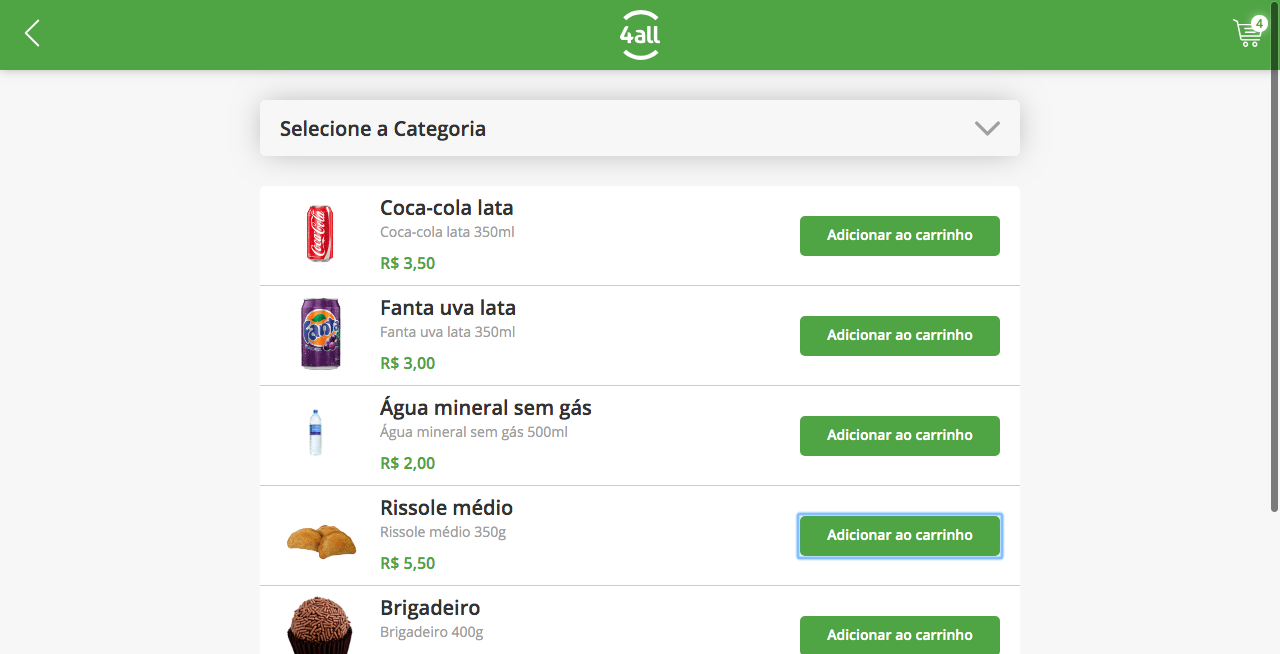 4all
4
Selecione a Categoria
Coca-Cola
Coca-cola lata
Coca-cola lata 350ml
R$ 3,50
Adicionar ao carrinho
Fanta
Fanta uva lata
Fanta uva lata 350ml
R$ 3,00
Adicionar ao carrinho
Água mineral sem gás
Água mineral sem gás 500ml
R$ 2,00
Adicionar ao carrinho
Rissole médio
Rissole médio 350g
R$ 5,50
Adicionar ao carrinho
Brigadeiro
Brigadeiro 400g
Adicionar ao carrinho